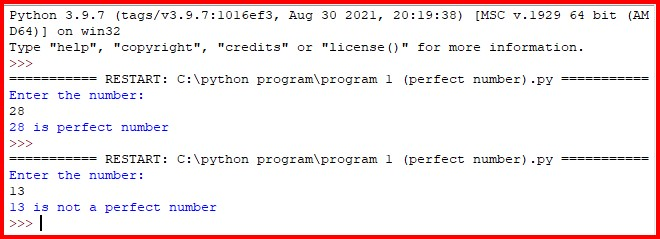 Python 3.9.7 (tags/v3.9.7:1016ef3, Aug 30 2021, 20:19:38) [MSC v.1929 64 bit (AM
D64)] on win32
Type "help", "copyright", "credits" or "license()" for more information.
>>>
=========== RESTART: C:\python program\program 1 (perfect number).py ===========
Enter the number:
28
28 is perfect number
>>>
=========== RESTART: C:\python program\program 1 (perfect number).py ===========
Enter the number:
13
13 is not a perfect number
>>>